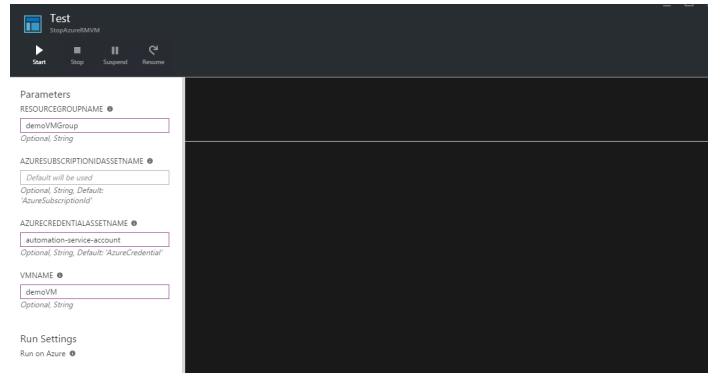 Test
StopAzureRMVM
Start Stop Suspend Resume
Parameters
RESOURCEGROUPNAME
demoVMGroup
Optional, String
AZURESUBSCRIPTIONIDASSETNAME
Default will be used
Optional, String, Default:
'AzureSubscriptionId'
AZURECREDENTIALASSETNAME
automation-service-account
Optional, String, Default: 'AzureCredential'
VMNAME
demoVM
Optional, String
Run Settings
Run on Azure